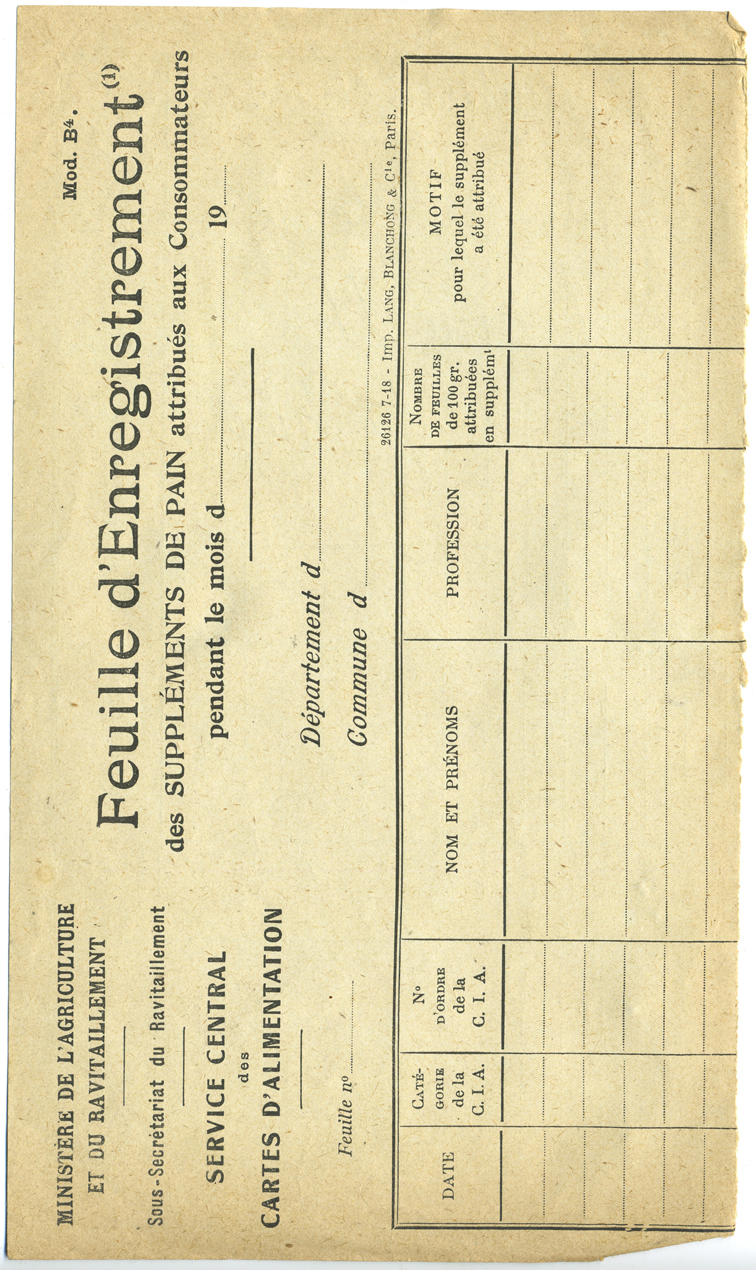 MINISTÈRE DE L'AGRICULTURE
ET DU RAVITAILLEMENT
Sous-Secrétariat du Ravitaillement
SERVICE CENTRAL
des
CARTES D'ALIMENTATION
Feuille nº
Mod. B⁴.
Feuille d'Enregistrement(1)
des SUPPLÉMENTS DE PAIN attribués aux Consommateurs
pendant le mois d 19
Département d
Commune d
26126 7-18 - Imp. LANG, BLANCHONG & Cⁱᵉ, Paris.
DATE
CATÉ-
GORIE
de la
C. I. A.
Nº
D'ORDRE
de la
C. I. A.
NOM ET PRÉNOMS
PROFESSION
NOMBRE
DE FEUILLES
de 100 gr.
attribuées
en supplémᵗ
MOTIF
pour lequel le supplément
a été attribué